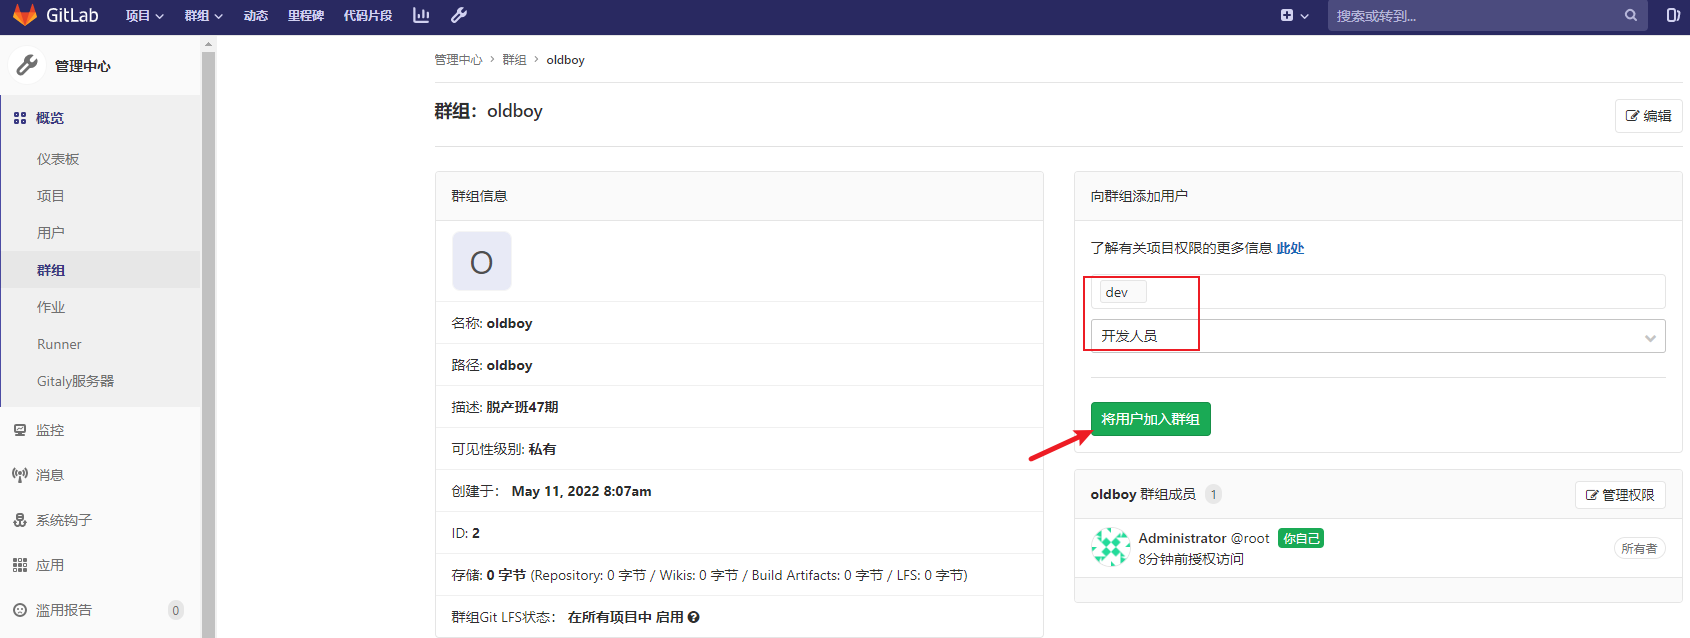 GitLab 项目 群组 动态 里程碑 代码片段 搜索或转到...
管理中心
概览
仪表板
项目
用户
群组
作业
Runner
Gitaly服务器
监控
消息
系统钩子
应用
滥用报告 0
管理中心 › 群组 › oldboy
群组：oldboy
编辑
群组信息
O
名称: oldboy
路径: oldboy
描述: 脱产班47期
可见性级别: 私有
创建于： May 11, 2022 8:07am
ID: 2
存储: 0 字节 (Repository: 0 字节 / Wikis: 0 字节 / Build Artifacts: 0 字节 / LFS: 0 字节)
群组Git LFS状态： 在所有项目中 启用
向群组添加用户
了解有关项目权限的更多信息 此处
dev
开发人员
将用户加入群组
oldboy 群组成员 1
管理权限
Administrator @root 你自己
8分钟前授权访问
所有者